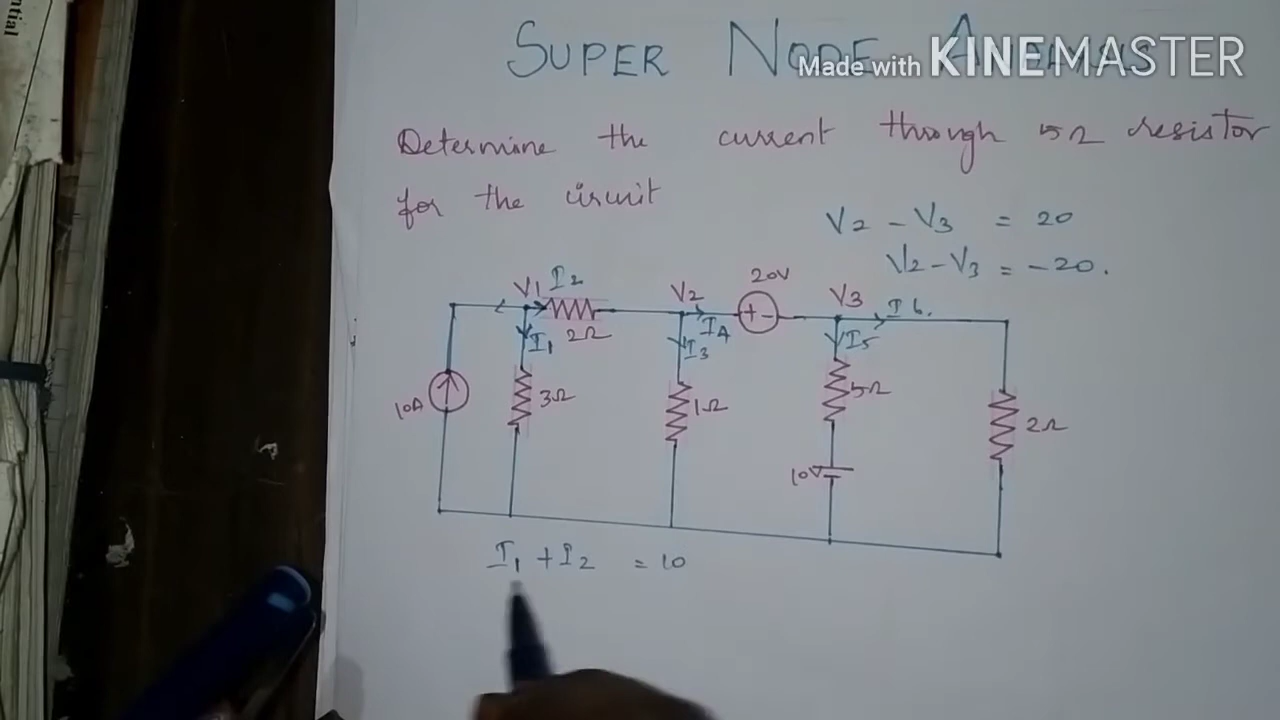 ntial
SUPER NODE
Made with KINEMASTER
Determine the current through 5Ω resistor
for the circuit
V2 - V3 = 20
V2 - V3 = -20.
V1 I2 V2 20V V3 I6.
+ -
I1 2Ω I3 I4 I5
10A 3Ω 1Ω 5Ω 2Ω
10V
I1 + I2 = 10